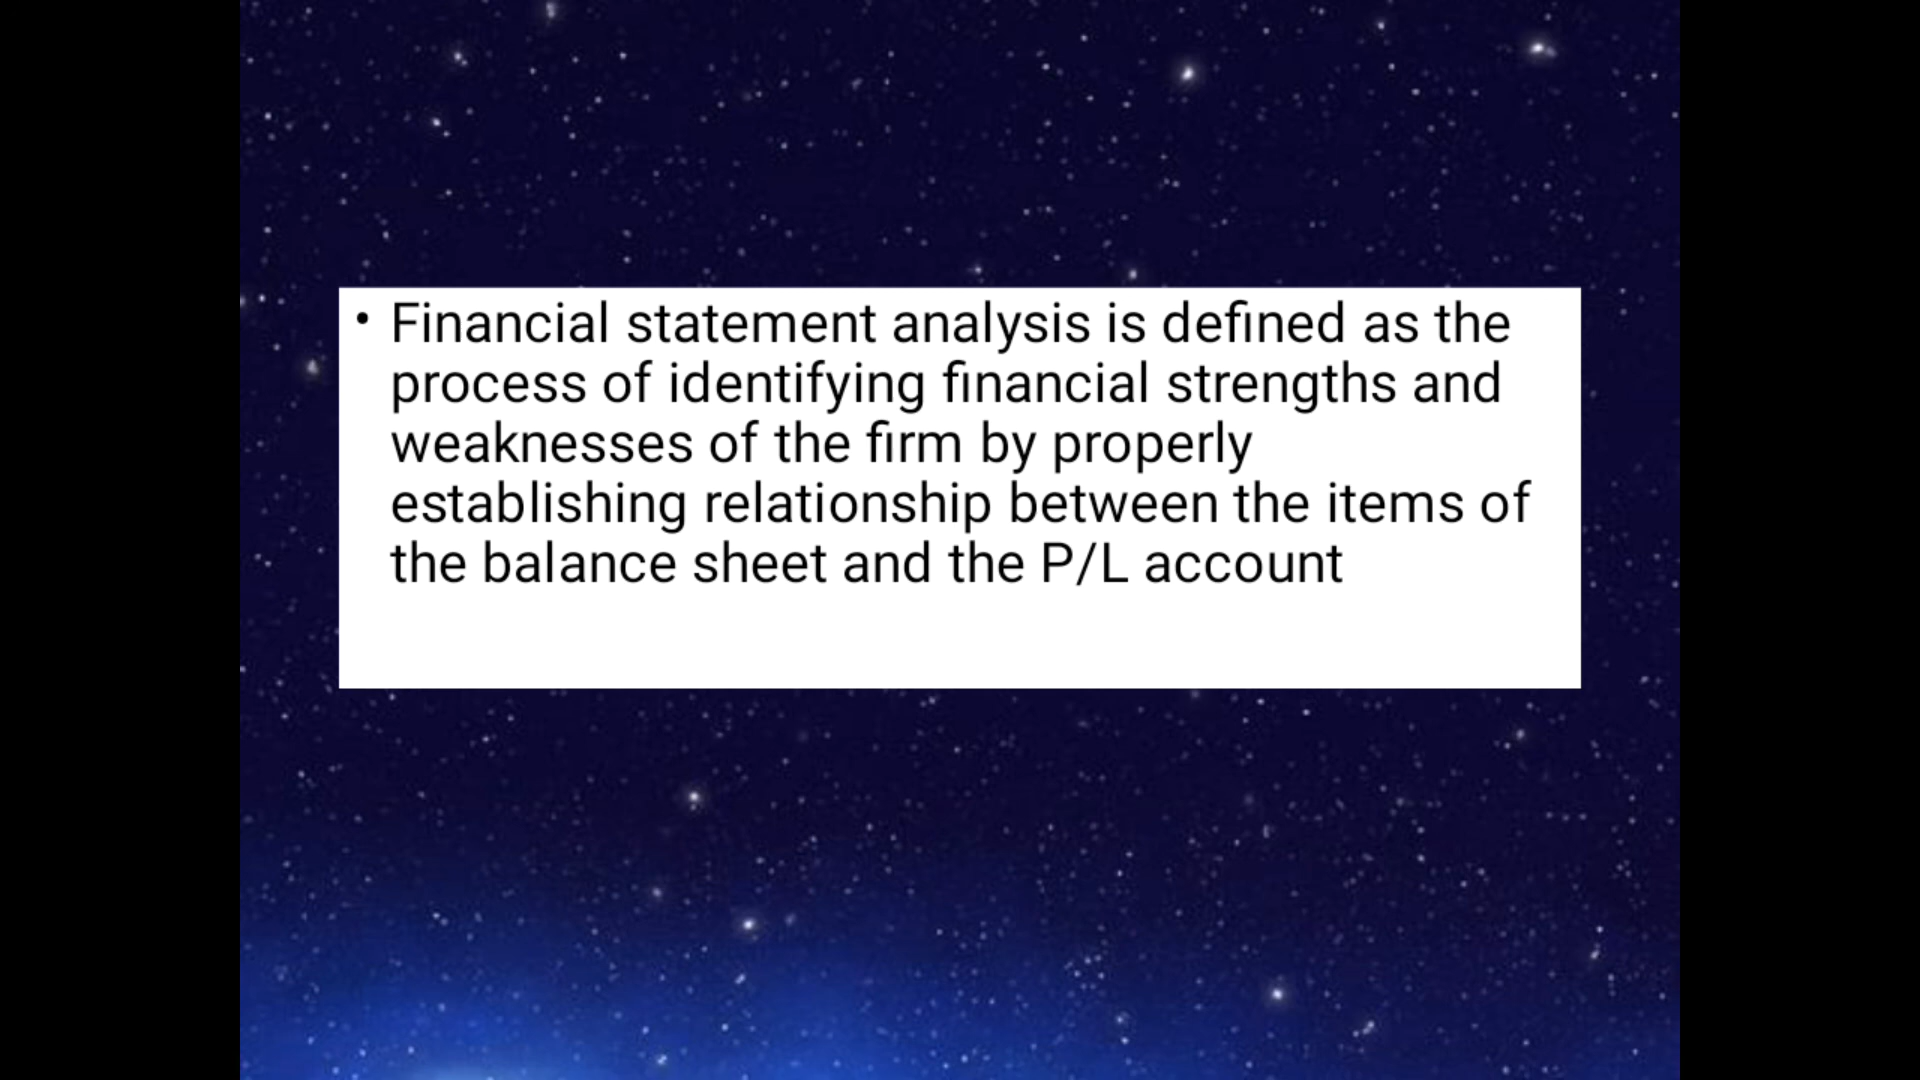 • Financial statement analysis is defined as the
process of identifying financial strengths and
weaknesses of the firm by properly
establishing relationship between the items of
the balance sheet and the P/L account